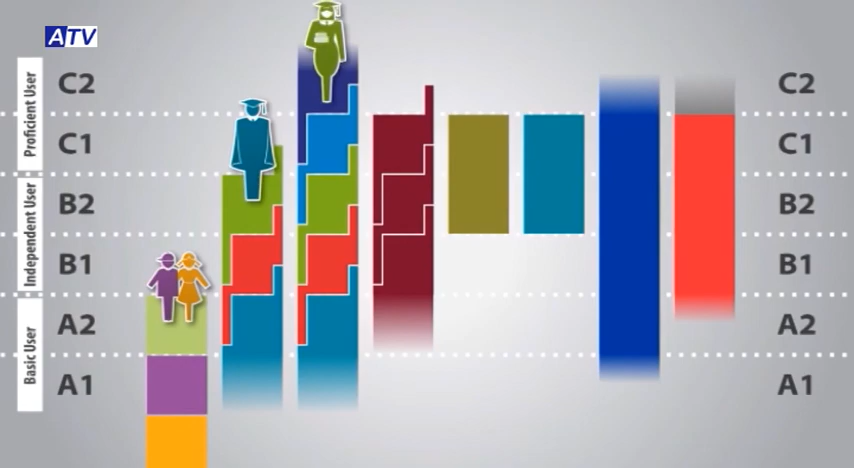 ATV
Proficient User
Independent User
Basic User
C2
C1
B2
B1
A2
A1
C2
C1
B2
B1
A2
A1